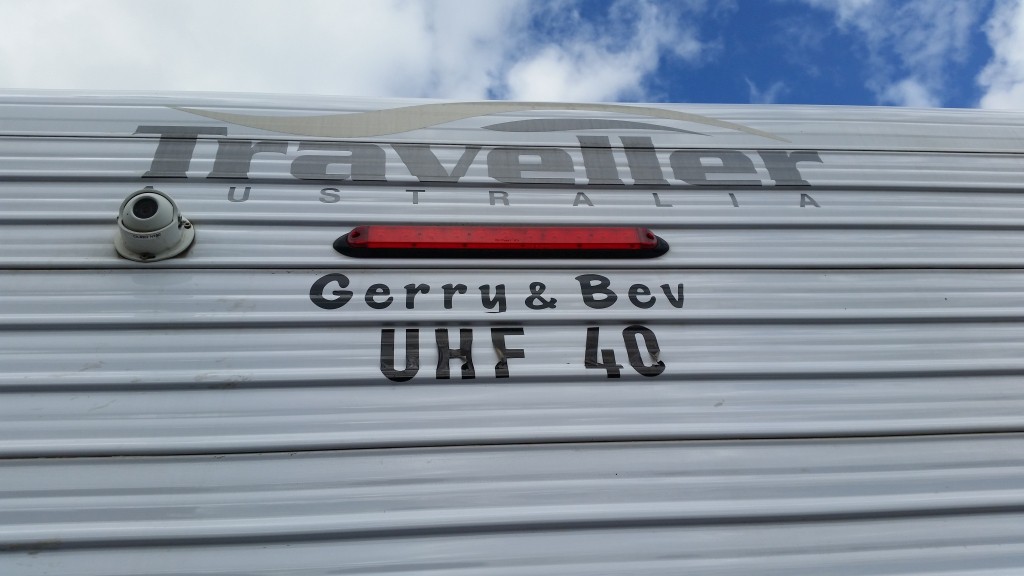 Traveller
AUSTRALIA
Gerry & Bev
UHF 40